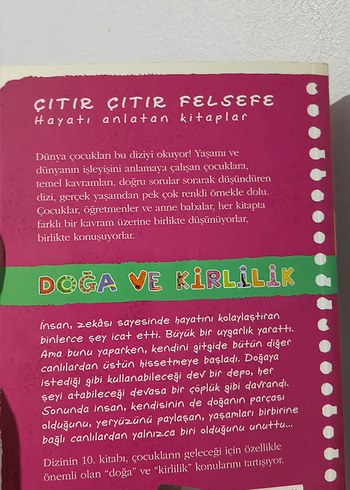 ÇITIR ÇITIR FELSEFE
Hayatı anlatan kitaplar
Dünya çocukları bu diziyi okuyor! Yaşamı ve
dünyanın işleyişini anlamaya çalışan çocuklara,
temel kavramları, doğru sorular sorarak düşündüren
dizi, gerçek yaşamdan pek çok renkli örnekle dolu.
Çocuklar, öğretmenler ve anne babalar, her kitapta
farklı bir kavram üzerine birlikte düşünüyorlar,
birlikte konuşuyorlar.
DOĞA VE KİRLİLİK
İnsan, zekâsı sayesinde hayatını kolaylaştıran
binlerce şey icat etti. Büyük bir uygarlık yarattı.
Ama bunu yaparken, kendini gitgide bütün diğer
canlılardan üstün hissetmeye başladı. Doğaya
istediği gibi kullanabileceği dev bir depo, her
şeyi atabileceği devasa bir çöplük gibi davrandı.
Sonunda insan, kendisinin de doğanın parçası
olduğunu, yeryüzünü paylaşan, yaşamları birbirine
bağlı canlılardan yalnızca biri olduğunu unuttu...
Dizinin 10. kitabı, çocukların geleceği için özellikle
önemli olan “doğa” ve “kirlilik” konularını tartışıyor.